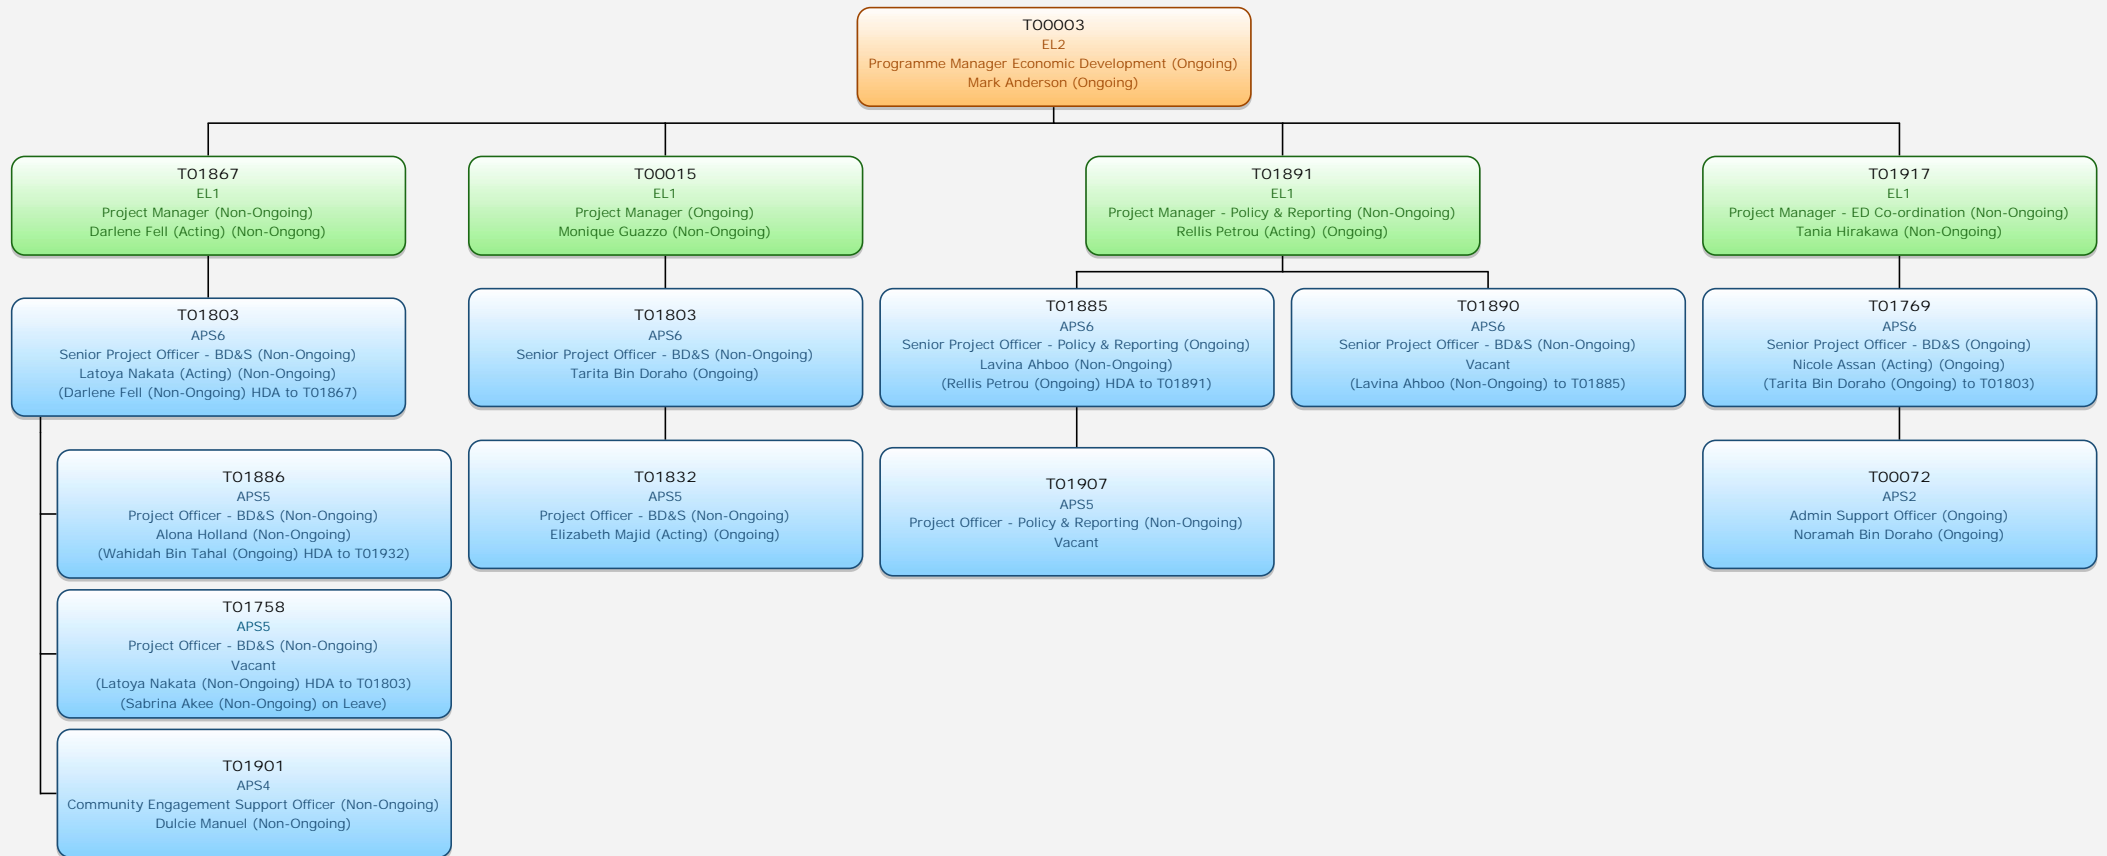 T00003
EL2
Programme Manager Economic Development (Ongoing)
Mark Anderson (Ongoing)
T01867
EL1
Project Manager (Non-Ongoing)
Darlene Fell (Acting) (Non-Ongong)
T00015
EL1
Project Manager (Ongoing)
Monique Guazzo (Non-Ongoing)
T01891
EL1
Project Manager - Policy & Reporting (Non-Ongoing)
Rellis Petrou (Acting) (Ongoing)
T01917
EL1
Project Manager - ED Co-ordination (Non-Ongoing)
Tania Hirakawa (Non-Ongoing)
T01803
APS6
Senior Project Officer - BD&S (Non-Ongoing)
Latoya Nakata (Acting) (Non-Ongoing)
(Darlene Fell (Non-Ongoing) HDA to T01867)
T01803
APS6
Senior Project Officer - BD&S (Non-Ongoing)
Tarita Bin Doraho (Ongoing)
T01885
APS6
Senior Project Officer - Policy & Reporting (Ongoing)
Lavina Ahboo (Non-Ongoing)
(Rellis Petrou (Ongoing) HDA to T01891)
T01890
APS6
Senior Project Officer - BD&S (Non-Ongoing)
Vacant
(Lavina Ahboo (Non-Ongoing) to T01885)
T01769
APS6
Senior Project Officer - BD&S (Ongoing)
Nicole Assan (Acting) (Ongoing)
(Tarita Bin Doraho (Ongoing) to T01803)
T01886
APS5
Project Officer - BD&S (Non-Ongoing)
Alona Holland (Non-Ongoing)
(Wahidah Bin Tahal (Ongoing) HDA to T01932)
T01832
APS5
Project Officer - BD&S (Non-Ongoing)
Elizabeth Majid (Acting) (Ongoing)
T01907
APS5
Project Officer - Policy & Reporting (Non-Ongoing)
Vacant
T00072
APS2
Admin Support Officer (Ongoing)
Noramah Bin Doraho (Ongoing)
T01758
APS5
Project Officer - BD&S (Non-Ongoing)
Vacant
(Latoya Nakata (Non-Ongoing) HDA to T01803)
(Sabrina Akee (Non-Ongoing) on Leave)
T01901
APS4
Community Engagement Support Officer (Non-Ongoing)
Dulcie Manuel (Non-Ongoing)